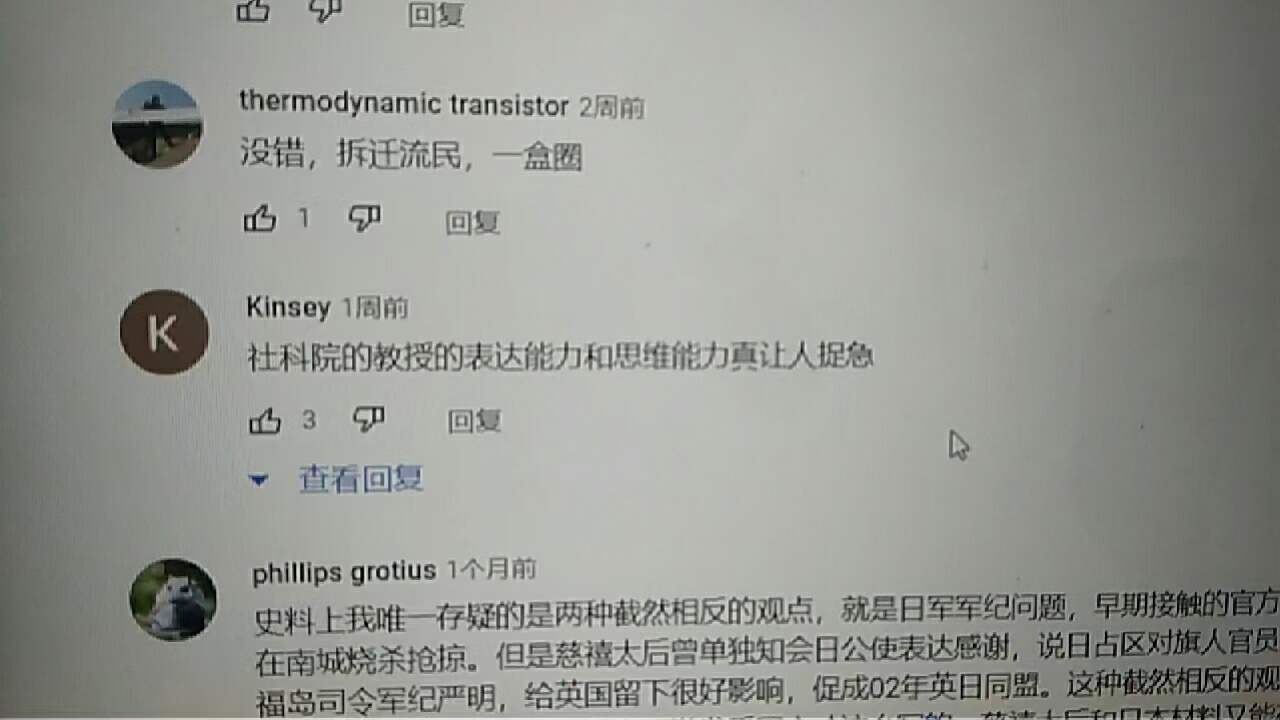 回复
thermodynamic transistor 2周前
没错，拆迁流民，一盒圈
1 回复
Kinsey 1周前
社科院的教授的表达能力和思维能力真让人捉急
3 回复
查看回复
K
phillips grotius 1个月前
史料上我唯一存疑的是两种截然相反的观点，就是日军军纪问题，早期接触的官方
在南城烧杀抢掠。但是慈禧太后曾单独知会日公使表达感谢，说日占区对旗人官员
福岛司令军纪严明，给英国留下很好影响，促成02年英日同盟。这种截然相反的观